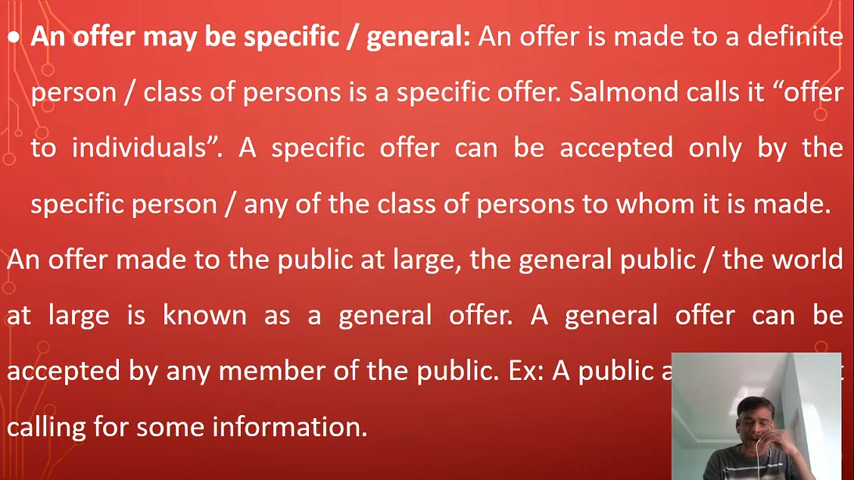 • An offer may be specific / general: An offer is made to a definite
person / class of persons is a specific offer. Salmond calls it “offer
to individuals”. A specific offer can be accepted only by the
specific person / any of the class of persons to whom it is made.
An offer made to the public at large, the general public / the world
at large is known as a general offer. A general offer can be
accepted by any member of the public. Ex: A public
calling for some information.